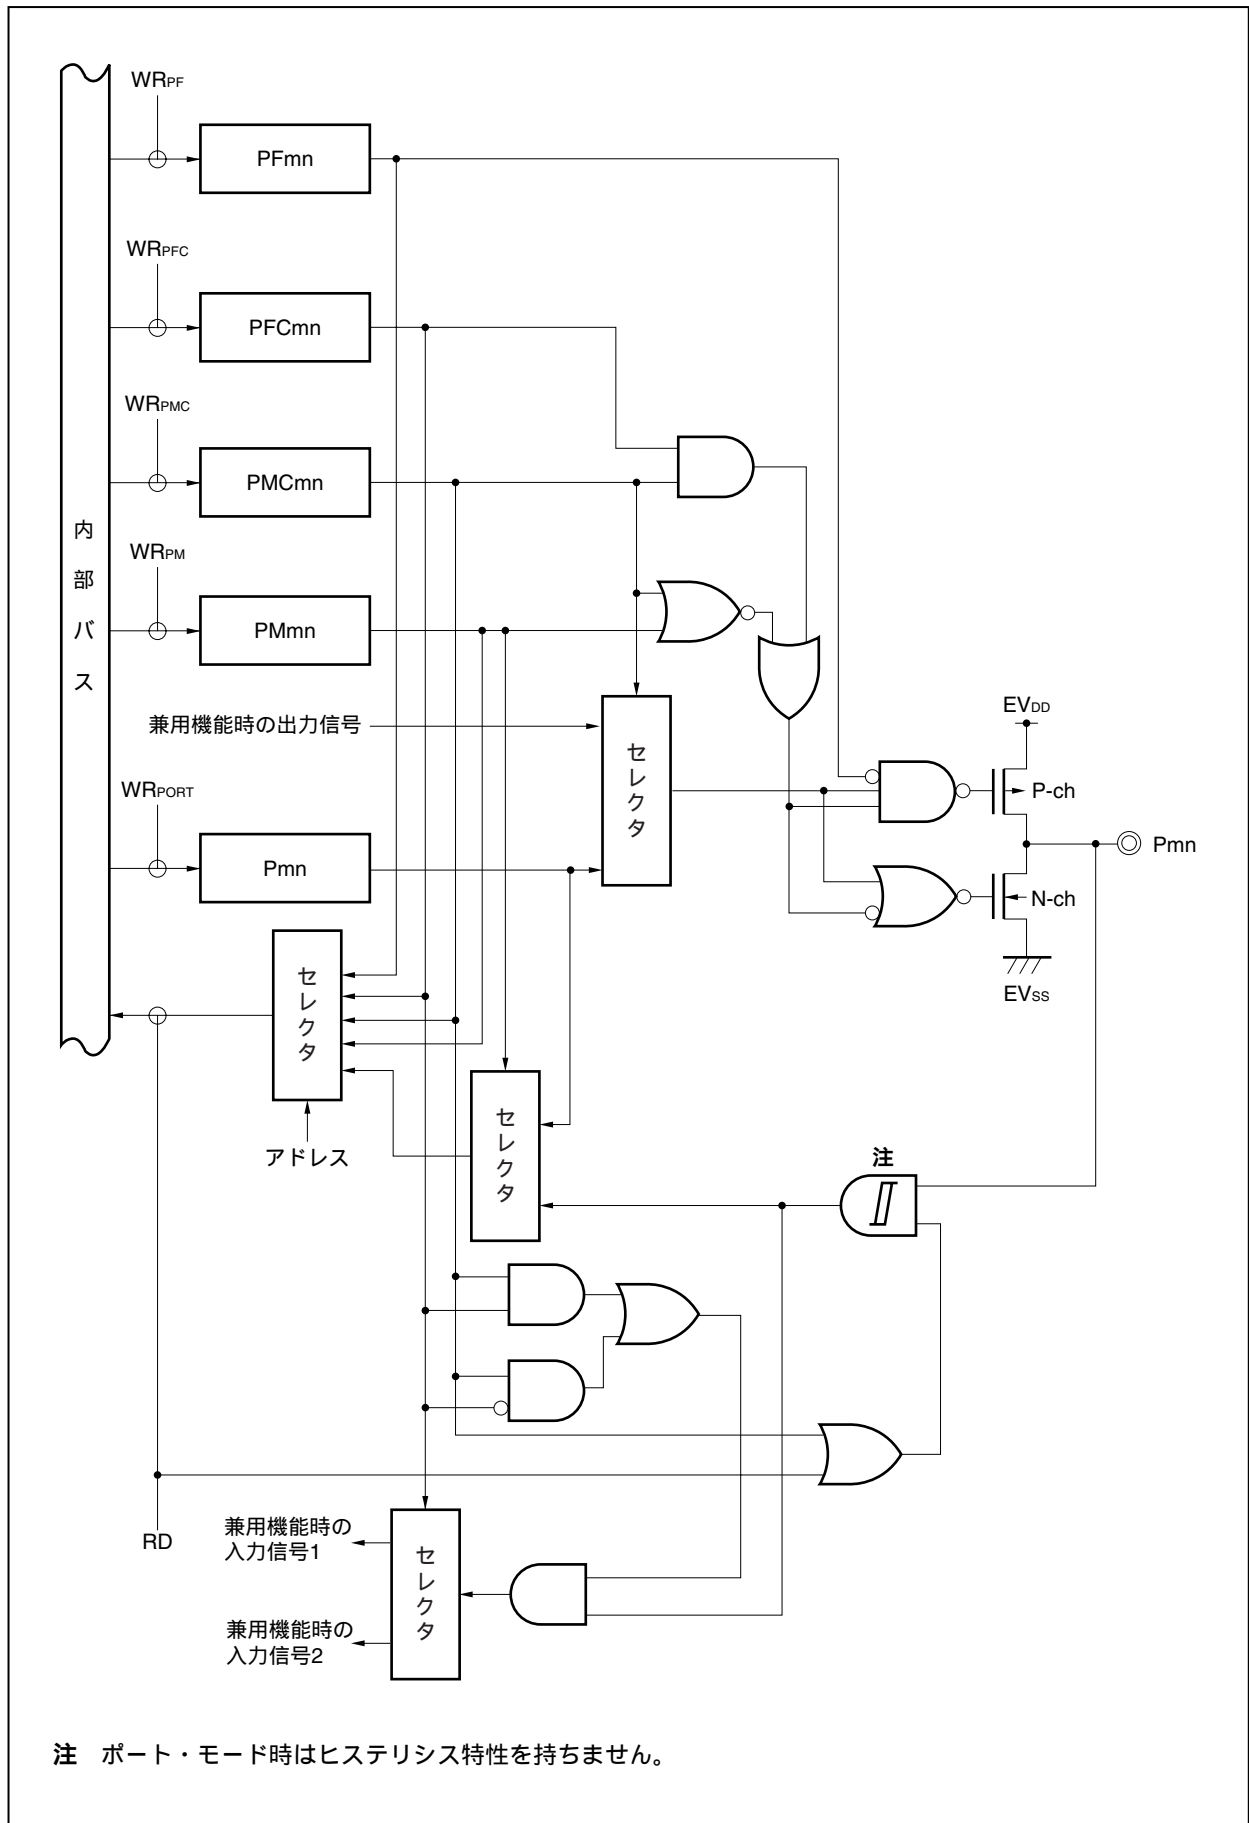 WRPF
PFmn
WRPFC
PFCmn
WRPMC
PMCmn
内部バス
WRPM
PMmn
兼用機能時の出力信号
セレクタ
EVDD
P-ch
WRPORT
Pmn
Pmn
N-ch
EVSS
セレクタ
アドレス
セレクタ
注
RD
兼用機能時の
入力信号1
セレクタ
兼用機能時の
入力信号2
注 ポート・モード時はヒステリシス特性を持ちません。